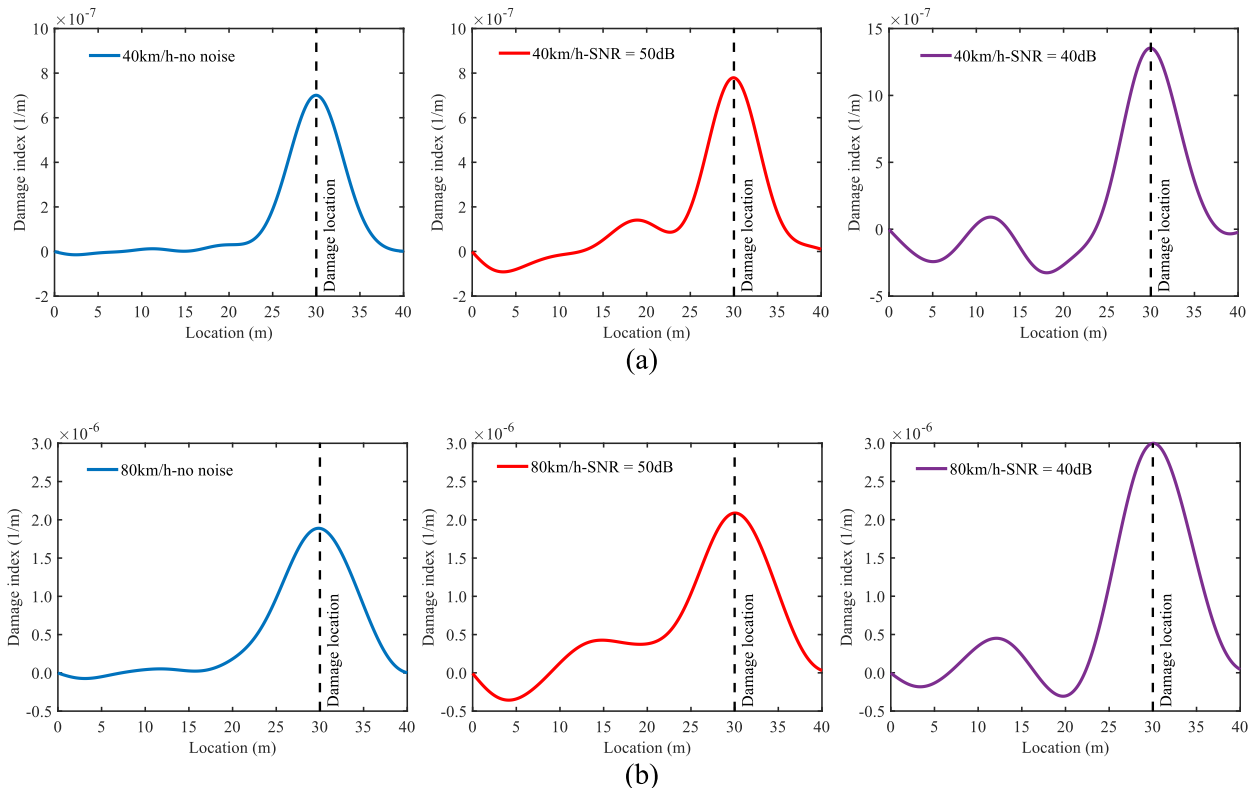 ×10⁻⁷
10
8
6
4
2
0
-2
0 5 10 15 20 25 30 35 40
Damage index (1/m)
Location (m)
40km/h-no noise
Damage location
×10⁻⁷
10
8
6
4
2
0
-2
0 5 10 15 20 25 30 35 40
Damage index (1/m)
Location (m)
40km/h-SNR = 50dB
Damage location
×10⁻⁷
15
10
5
0
-5
0 5 10 15 20 25 30 35 40
Damage index (1/m)
Location (m)
40km/h-SNR = 40dB
Damage location
(a)
×10⁻⁶
3.0
2.5
2.0
1.5
1.0
0.5
0.0
-0.5
0 5 10 15 20 25 30 35 40
Damage index (1/m)
Location (m)
80km/h-no noise
Damage location
×10⁻⁶
3.0
2.5
2.0
1.5
1.0
0.5
0.0
-0.5
0 5 10 15 20 25 30 35 40
Damage index (1/m)
Location (m)
80km/h-SNR = 50dB
Damage location
×10⁻⁶
3.0
2.5
2.0
1.5
1.0
0.5
0.0
-0.5
0 5 10 15 20 25 30 35 40
Damage index (1/m)
Location (m)
80km/h-SNR = 40dB
Damage location
(b)